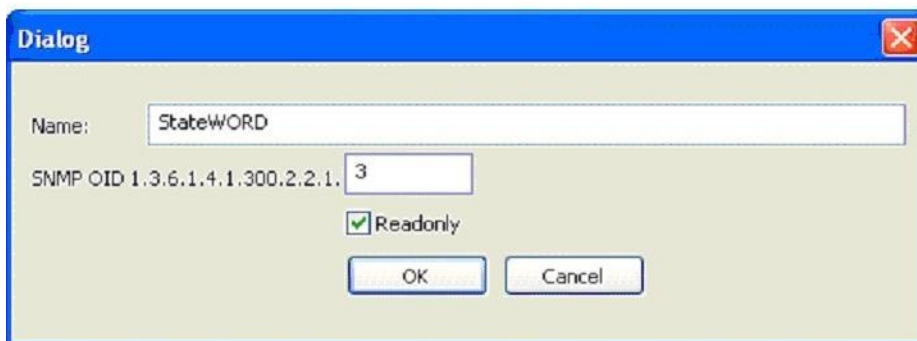 Dialog
Name: StateWORD
SNMP OID 1.3.6.1.4.1.300.2.2.1. 3
Readonly
OK Cancel